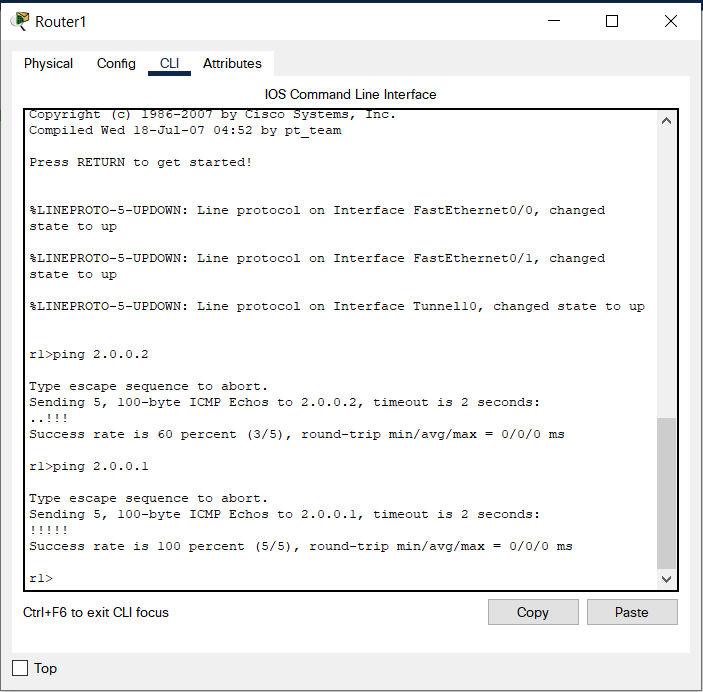 Router1
Physical
Config
CLI
Attributes
IOS Command Line Interface
Copyright (c) 1986-2007 by Cisco Systems, Inc.
Compiled Wed 18-Jul-07 04:52 by pt_team
Press RETURN to get started!
%LINEPROTO-5-UPDOWN: Line protocol on Interface FastEthernet0/0, changed
state to up
%LINEPROTO-5-UPDOWN: Line protocol on Interface FastEthernet0/1, changed
state to up
%LINEPROTO-5-UPDOWN: Line protocol on Interface Tunnel10, changed state to up
r1>ping 2.0.0.2
Type escape sequence to abort.
Sending 5, 100-byte ICMP Echos to 2.0.0.2, timeout is 2 seconds:
..!!!
Success rate is 60 percent (3/5), round-trip min/avg/max = 0/0/0 ms
r1>ping 2.0.0.1
Type escape sequence to abort.
Sending 5, 100-byte ICMP Echos to 2.0.0.1, timeout is 2 seconds:
!!!!!
Success rate is 100 percent (5/5), round-trip min/avg/max = 0/0/0 ms
r1>
Ctrl+F6 to exit CLI focus
Copy
Paste
Top